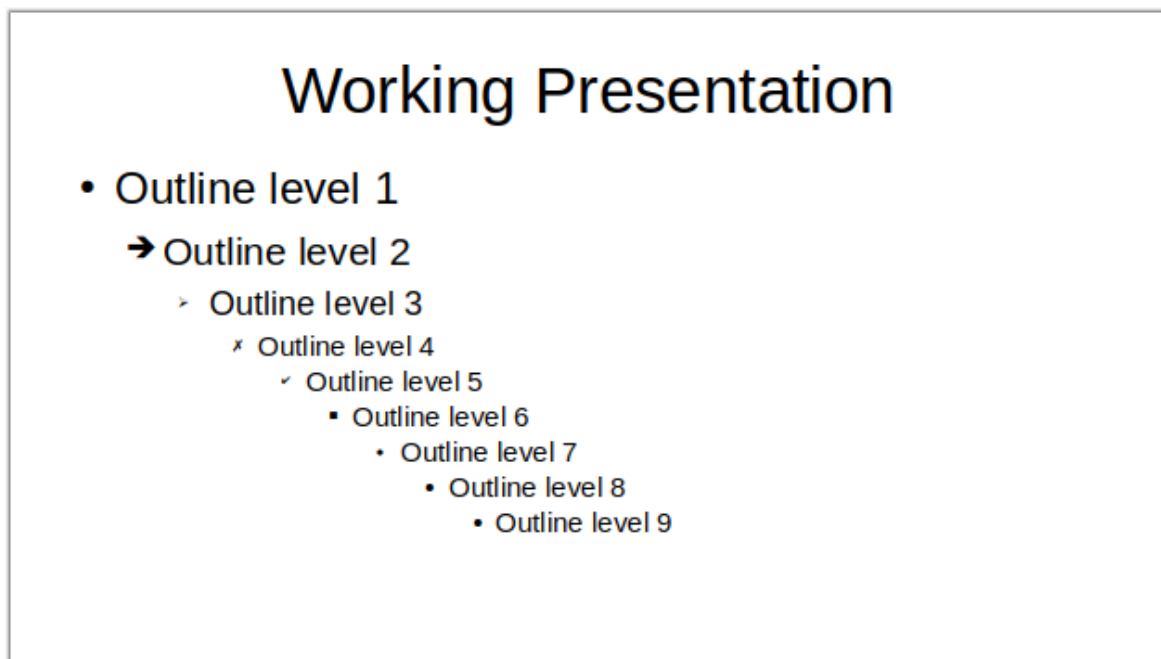 Working Presentation
• Outline level 1
➔ Outline level 2
➢ Outline level 3
✗ Outline level 4
✔ Outline level 5
▪ Outline level 6
• Outline level 7
• Outline level 8
• Outline level 9